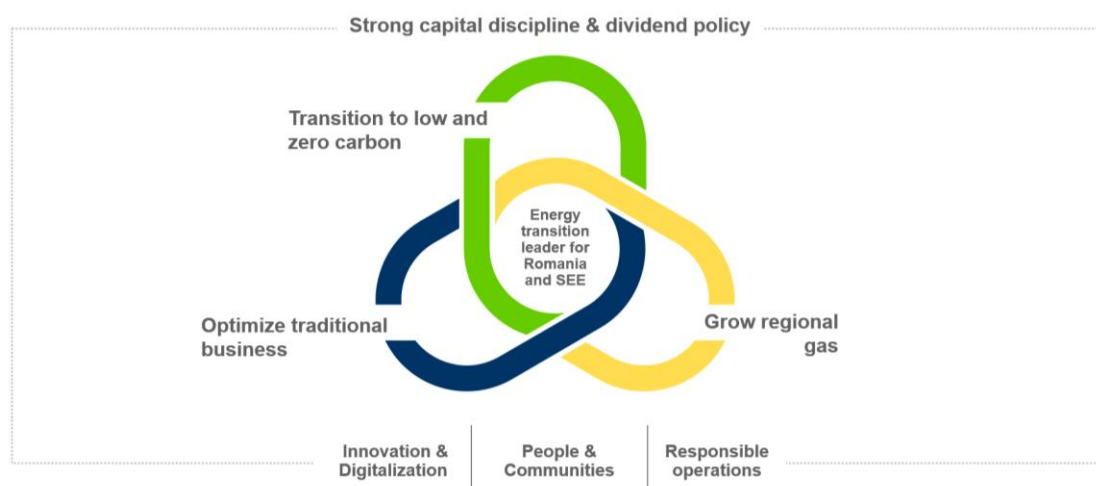 Strong capital discipline & dividend policy
Transition to low and
zero carbon
Energy
transition
leader for
Romania
and SEE
Optimize traditional
business
Grow regional
gas
Innovation &
Digitalization
People &
Communities
Responsible
operations